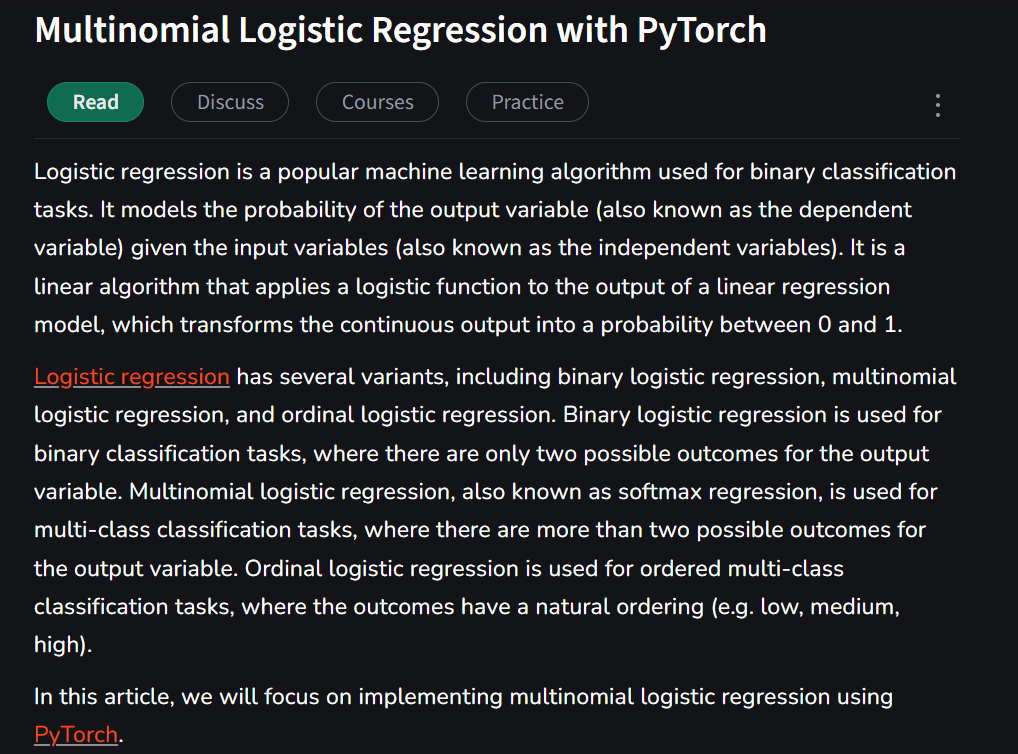 Multinomial Logistic Regression with PyTorch
Read Discuss Courses Practice
Logistic regression is a popular machine learning algorithm used for binary classification
tasks. It models the probability of the output variable (also known as the dependent
variable) given the input variables (also known as the independent variables). It is a
linear algorithm that applies a logistic function to the output of a linear regression
model, which transforms the continuous output into a probability between 0 and 1.
Logistic regression has several variants, including binary logistic regression, multinomial
logistic regression, and ordinal logistic regression. Binary logistic regression is used for
binary classification tasks, where there are only two possible outcomes for the output
variable. Multinomial logistic regression, also known as softmax regression, is used for
multi-class classification tasks, where there are more than two possible outcomes for
the output variable. Ordinal logistic regression is used for ordered multi-class
classification tasks, where the outcomes have a natural ordering (e.g. low, medium,
high).
In this article, we will focus on implementing multinomial logistic regression using
PyTorch.